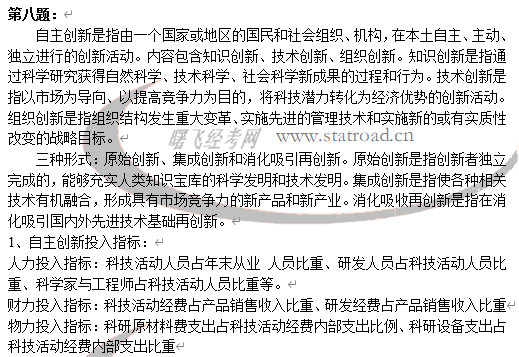 第八题：
自主创新是指由一个国家或地区的国民和社会组织、机构，在本土自主、主动、
独立进行的创新活动。内容包含知识创新、技术创新、组织创新。知识创新是指通
过科学研究获得自然科学、技术科学、社会科学新成果的过程和行为。技术创新是
指以市场为导向、以提高竞争力为目的，将科技潜力转化为经济优势的创新活动。
组织创新是指组织结构发生重大变革、实施先进的管理技术和实施新的或有实质性
改变的战略目标。
曙飞经考网 www.statroad.cn
三种形式：原始创新、集成创新和消化吸引再创新。原始创新是指创新者独立
完成的，能够充实人类知识宝库的科学发明和技术发明。集成创新是指使各种相关
技术有机融合，形成具有市场竞争力的新产品和新产业。消化吸收再创新是指在消
化吸引国内外先进技术基础再创新。
1、自主创新投入指标：
人力投入指标：科技活动人员占年末从业 人员比重、研发人员占科技活动人员比
重、科学家与工程师占科技活动人员比重等。
财力投入指标：科技活动经费占产品销售收入比重、研发经费占产品销售收入比重
物力投入指标：科研原材料费支出占科技活动经费内部支出比例、科研设备支出占
科技活动经费内部支出比重